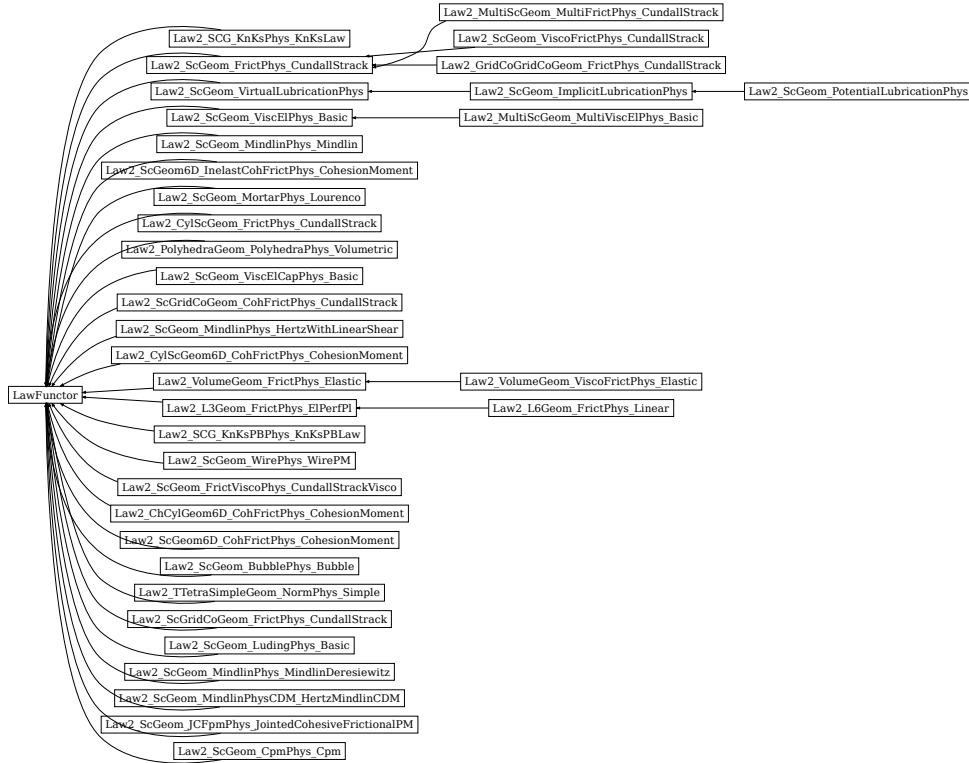 Law2_MultiScGeom_MultiFrictPhys_CundallStrack
Law2_SCG_KnKsPhys_KnKsLaw
Law2_ScGeom_ViscoFrictPhys_CundallStrack
Law2_ScGeom_FrictPhys_CundallStrack
Law2_GridCoGridCoGeom_FrictPhys_CundallStrack
Law2_ScGeom_VirtualLubricationPhys
Law2_ScGeom_ImplicitLubricationPhys
Law2_ScGeom_PotentialLubricationPhys
Law2_ScGeom_ViscElPhys_Basic
Law2_MultiScGeom_MultiViscElPhys_Basic
Law2_ScGeom_MindlinPhys_Mindlin
Law2_ScGeom6D_InelastCohFrictPhys_CohesionMoment
Law2_ScGeom_MortarPhys_Lourenco
Law2_CylScGeom_FrictPhys_CundallStrack
Law2_PolyhedraGeom_PolyhedraPhys_Volumetric
Law2_ScGeom_ViscElCapPhys_Basic
Law2_ScGridCoGeom_CohFrictPhys_CundallStrack
Law2_ScGeom_MindlinPhys_HertzWithLinearShear
Law2_CylScGeom6D_CohFrictPhys_CohesionMoment
Law2_VolumeGeom_FrictPhys_Elastic
Law2_VolumeGeom_ViscoFrictPhys_Elastic
LawFunctor
Law2_L3Geom_FrictPhys_ElPerfPl
Law2_L6Geom_FrictPhys_Linear
Law2_SCG_KnKsPBPhys_KnKsPBLaw
Law2_ScGeom_WirePhys_WirePM
Law2_ScGeom_FrictViscoPhys_CundallStrackVisco
Law2_ChCylGeom6D_CohFrictPhys_CohesionMoment
Law2_ScGeom6D_CohFrictPhys_CohesionMoment
Law2_ScGeom_BubblePhys_Bubble
Law2_TTetraSimpleGeom_NormPhys_Simple
Law2_ScGridCoGeom_FrictPhys_CundallStrack
Law2_ScGeom_LudingPhys_Basic
Law2_ScGeom_MindlinPhys_MindlinDeresiewitz
Law2_ScGeom_MindlinPhysCDM_HertzMindlinCDM
Law2_ScGeom_JCFpmPhys_JointedCohesiveFrictionalPM
Law2_ScGeom_CpmPhys_Cpm